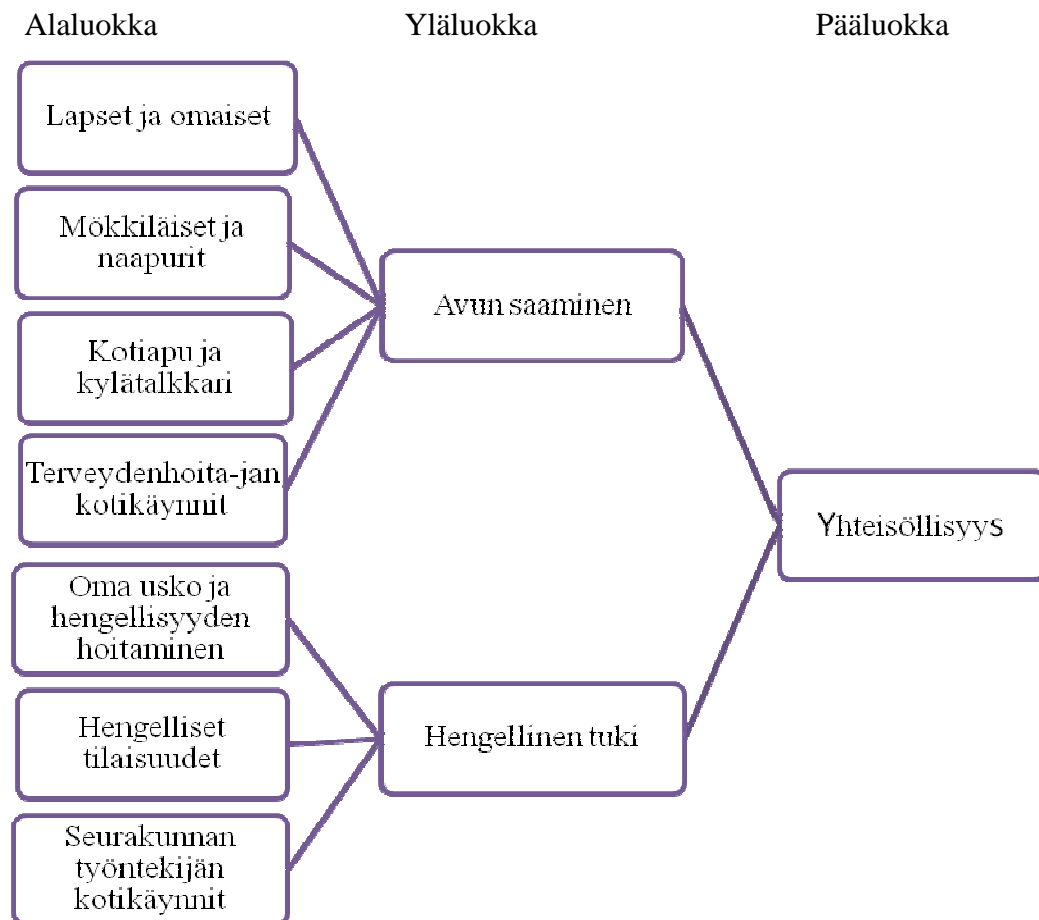 Alaluokka Yläluokka Pääluokka
Lapset ja omaiset
Mökkiläiset ja
naapurit
Kotiapu ja
kylätalkkari
Terveydenhoita-jan
kotikäynnit
Oma usko ja
hengellisyyden
hoitaminen
Hengelliset
tilaisuudet
Seurakunnan
työntekijän
kotikäynnit
Avun saaminen
Hengellinen tuki
Yhteisöllisyys